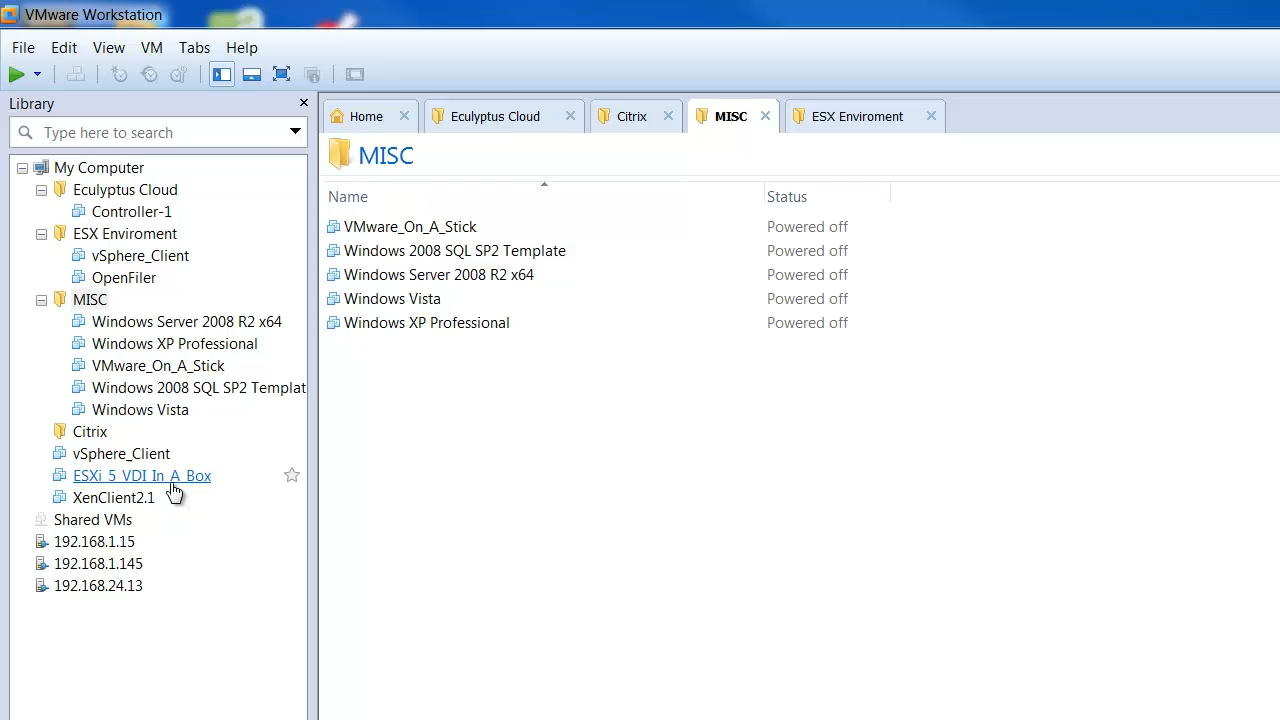 VMware Workstation
File Edit View VM Tabs Help
Library
Type here to search
My Computer
Eculyptus Cloud
Controller-1
ESX Enviroment
vSphere_Client
OpenFiler
MISC
Windows Server 2008 R2 x64
Windows XP Professional
VMware_On_A_Stick
Windows 2008 SQL SP2 Templat
Windows Vista
Citrix
vSphere_Client
ESXi_5_VDI_In_A_Box
XenClient2.1
Shared VMs
192.168.1.15
192.168.1.145
192.168.24.13
Home Eculyptus Cloud Citrix MISC ESX Enviroment
MISC
Name Status
VMware_On_A_Stick Powered off
Windows 2008 SQL SP2 Template Powered off
Windows Server 2008 R2 x64 Powered off
Windows Vista Powered off
Windows XP Professional Powered off